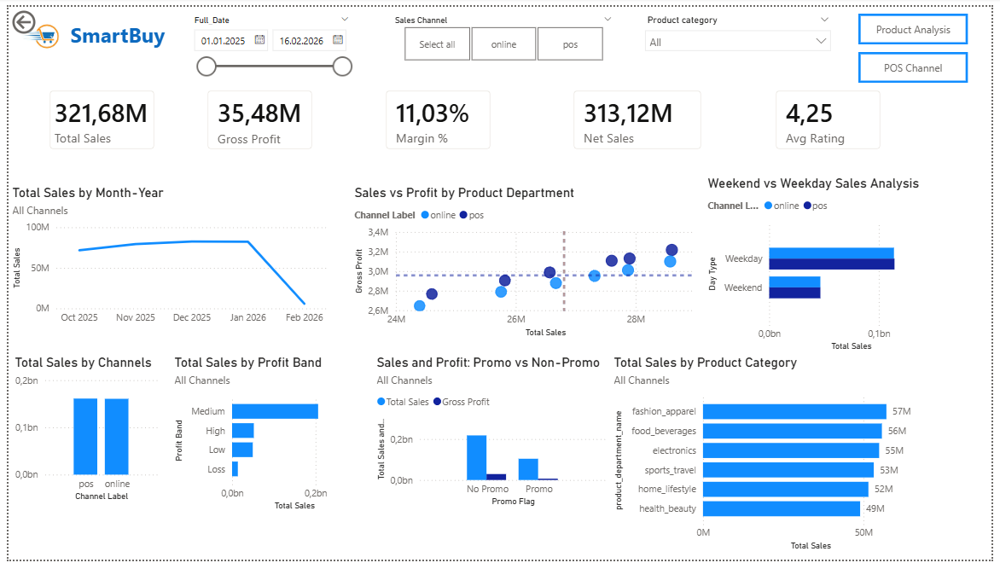 SmartBuy
Full_Date
01.01.2025
16.02.2026
Sales Channel
Select all
online
pos
Product category
All
Product Analysis
POS Channel
321,68M
Total Sales
35,48M
Gross Profit
11,03%
Margin %
313,12M
Net Sales
4,25
Avg Rating
Total Sales by Month-Year
All Channels
Total Sales
100M
50M
0M
Oct 2025
Nov 2025
Dec 2025
Jan 2026
Feb 2026
Sales vs Profit by Product Department
Channel Label online pos
Gross Profit
3,4M
3,2M
3,0M
2,8M
2,6M
24M
26M
28M
Total Sales
Weekend vs Weekday Sales Analysis
Channel L... online pos
Day Type
Weekday
Weekend
0,0bn
0,1bn
Total Sales
Total Sales by Channels
0,2bn
0,1bn
0,0bn
pos
online
Channel Label
Total Sales by Profit Band
All Channels
Profit Band
Medium
High
Low
Loss
0,0bn
0,2bn
Total Sales
Sales and Profit: Promo vs Non-Promo
All Channels
Total Sales Gross Profit
Total Sales and...
0,2bn
0,0bn
No Promo
Promo
Promo Flag
Total Sales by Product Category
All Channels
product_department_name
fashion_apparel 57M
food_beverages 56M
electronics 55M
sports_travel 53M
home_lifestyle 52M
health_beauty 49M
0M
50M
Total Sales